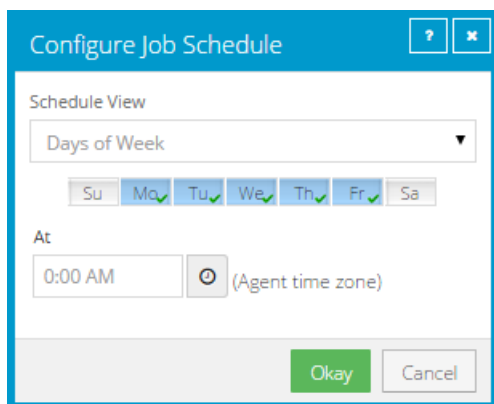 Configure Job Schedule ? ×
Schedule View
Days of Week
Su Mo Tu We Th Fr Sa
At
0:00 AM (Agent time zone)
Okay Cancel